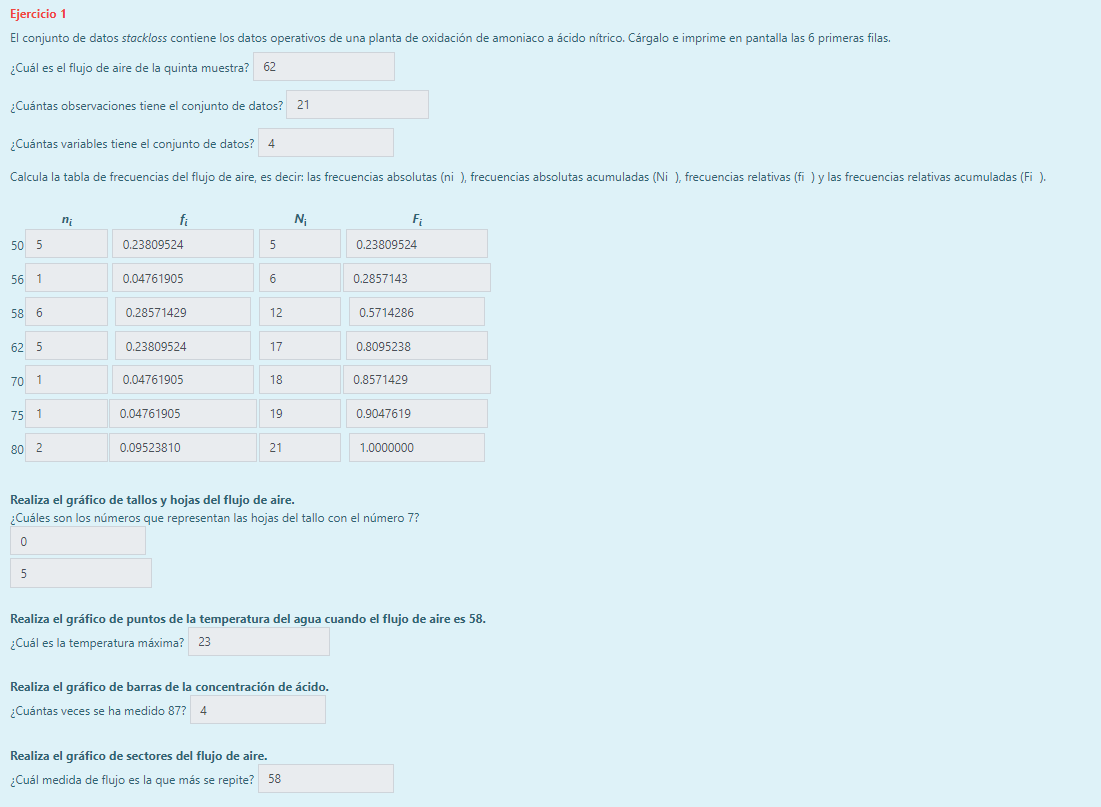 Ejercicio 1
El conjunto de datos stackloss contiene los datos operativos de una planta de oxidación de amoniaco a ácido nítrico. Cárgalo e imprime en pantalla las 6 primeras filas.
¿Cuál es el flujo de aire de la quinta muestra? 62
¿Cuántas observaciones tiene el conjunto de datos? 21
¿Cuántas variables tiene el conjunto de datos? 4
Calcula la tabla de frecuencias del flujo de aire, es decir: las frecuencias absolutas (ni ), frecuencias absolutas acumuladas (Ni ), frecuencias relativas (fi ) y las frecuencias relativas acumuladas (Fi ).
ni fi Ni Fi
50 5 0.23809524 5 0.23809524
56 1 0.04761905 6 0.2857143
58 6 0.28571429 12 0.5714286
62 5 0.23809524 17 0.8095238
70 1 0.04761905 18 0.8571429
75 1 0.04761905 19 0.9047619
80 2 0.09523810 21 1.0000000
Realiza el gráfico de tallos y hojas del flujo de aire.
¿Cuáles son los números que representan las hojas del tallo con el número 7?
0
5
Realiza el gráfico de puntos de la temperatura del agua cuando el flujo de aire es 58.
¿Cuál es la temperatura máxima? 23
Realiza el gráfico de barras de la concentración de ácido.
¿Cuántas veces se ha medido 87? 4
Realiza el gráfico de sectores del flujo de aire.
¿Cuál medida de flujo es la que más se repite? 58